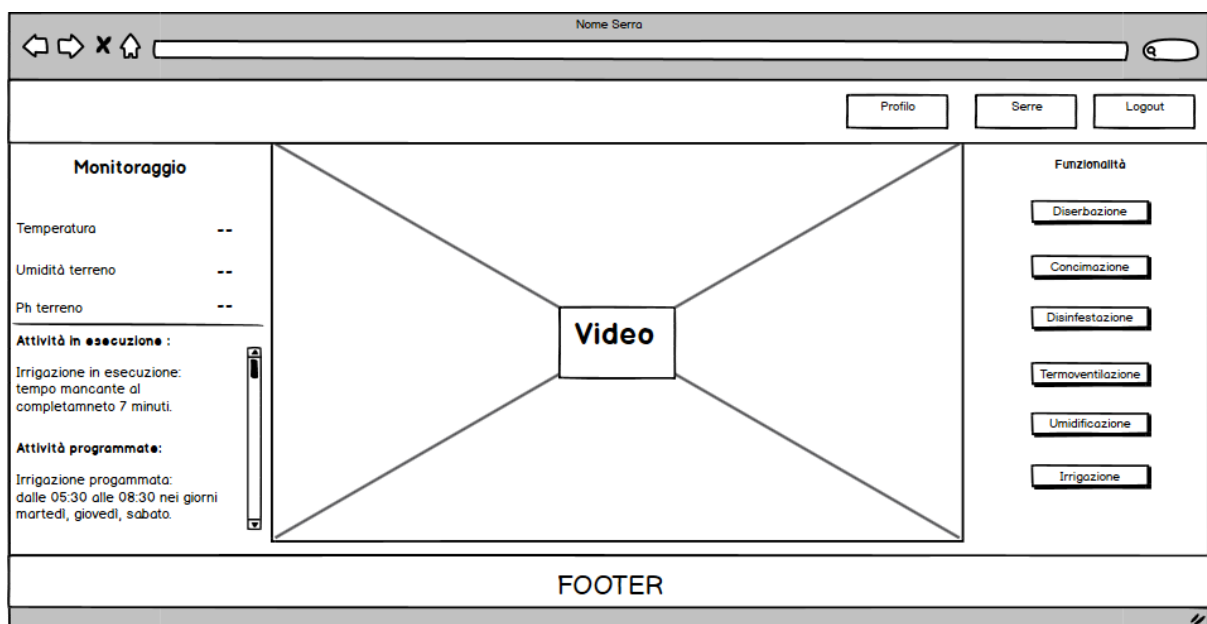 Nome Serra
Profilo
Serre
Logout
Monitoraggio
Temperatura --
Umidità terreno --
Ph terreno --
Attività in esecuzione :
Irrigazione in esecuzione:
tempo mancante al
completamneto 7 minuti.
Attività programmate:
Irrigazione progammata:
dalle 05:30 alle 08:30 nei giorni
martedì, giovedì, sabato.
Video
Funzionalità
Diserbazione
Concimazione
Disinfestazione
Termoventilazione
Umidificazione
Irrigazione
FOOTER